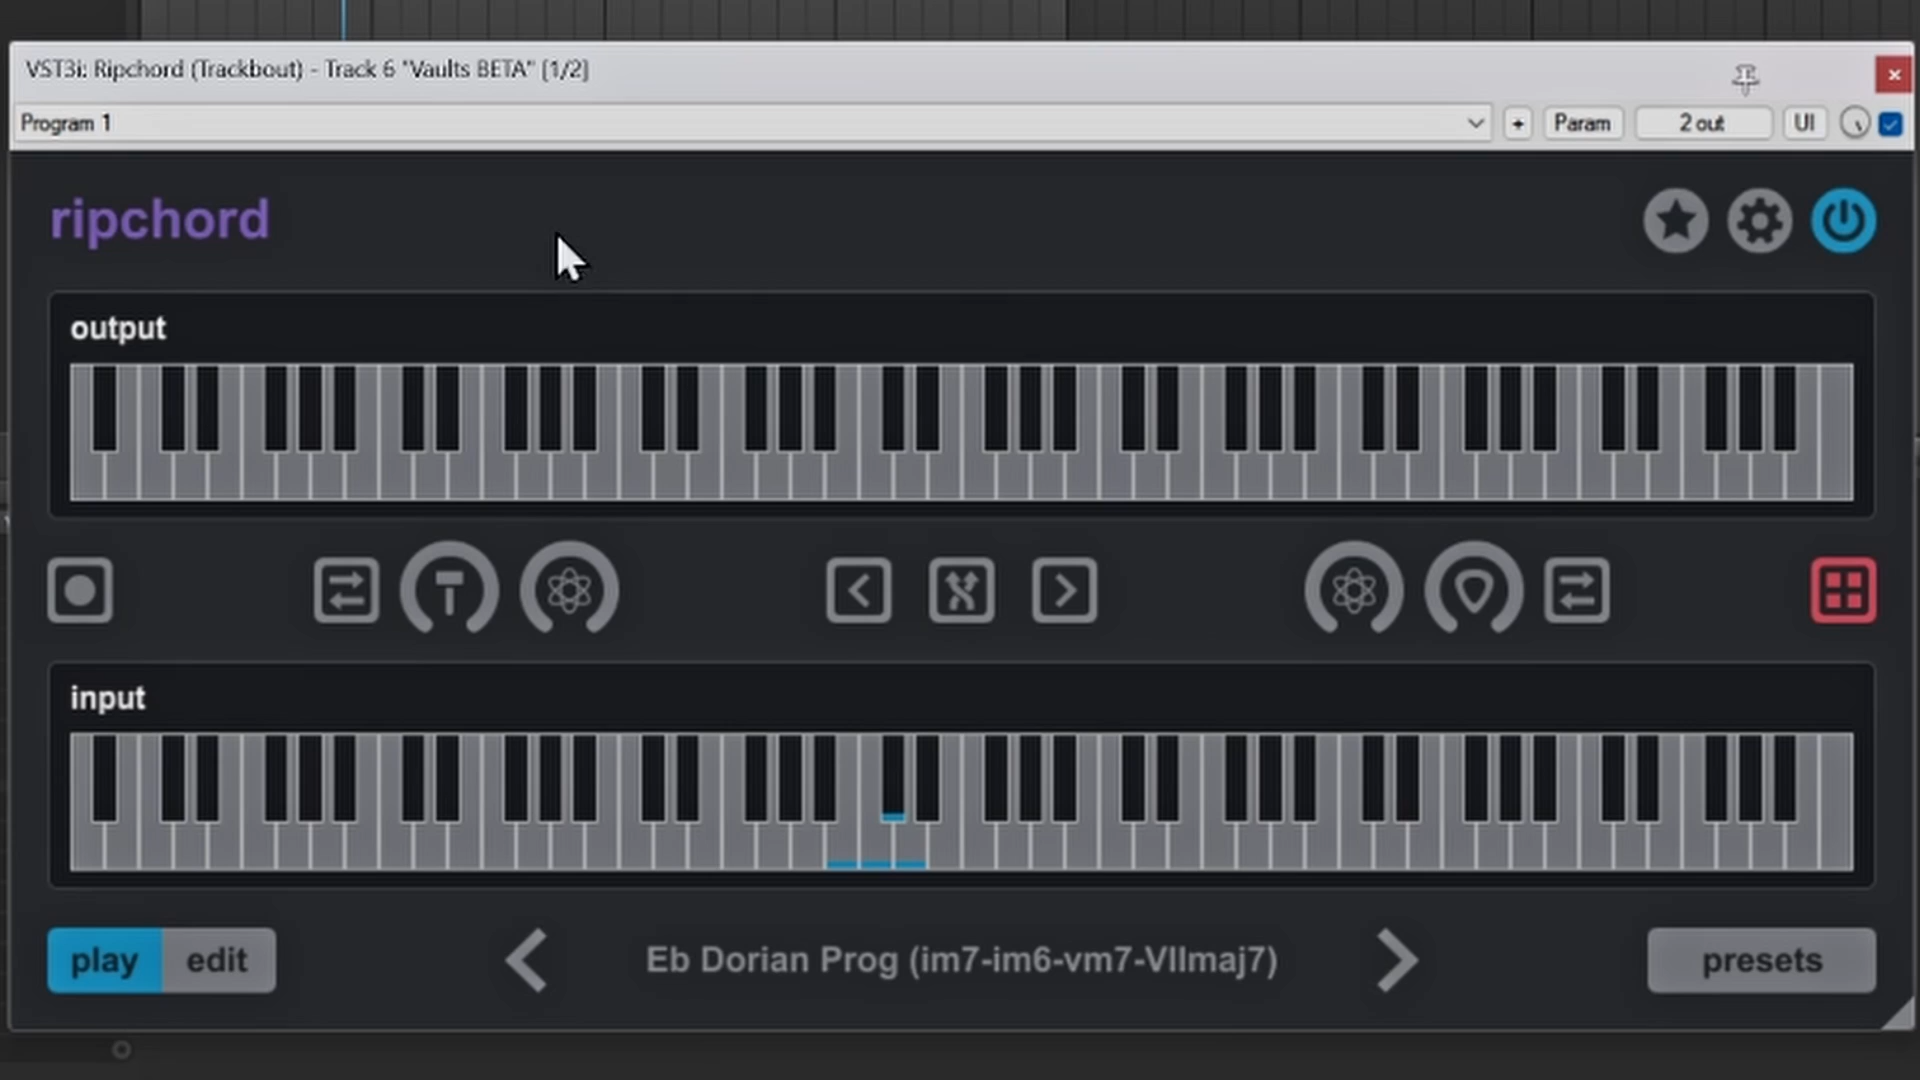 VST3i: Ripchord (Trackbout) - Track 6 "Vaults BETA" [1/2]
Program 1
+
Param
2 out
UI
ripchord
output
input
play
edit
Eb Dorian Prog (im7-im6-vm7-VIImaj7)
presets